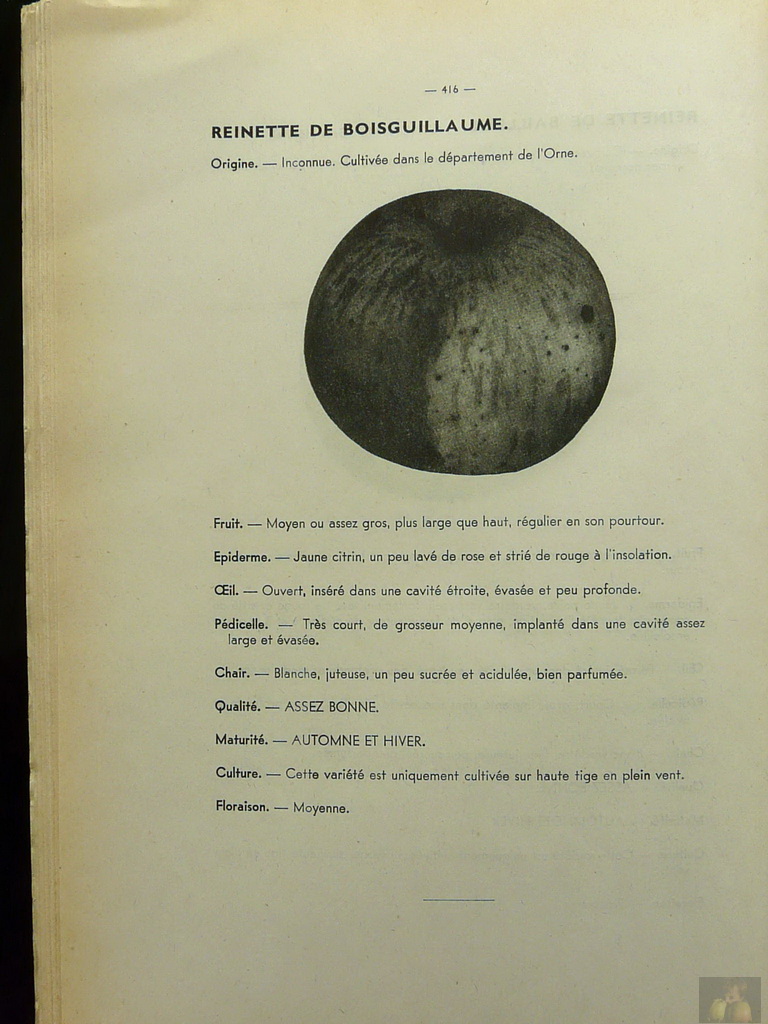 — 416 —
REINETTE DE BOISGUILLAUME.
Origine. — Inconnue. Cultivée dans le département de l'Orne.
Fruit. — Moyen ou assez gros, plus large que haut, régulier en son pourtour.
Epiderme. — Jaune citrin, un peu lavé de rose et strié de rouge à l'insolation.
Œil. — Ouvert, inséré dans une cavité étroite, évasée et peu profonde.
Pédicelle. — Très court, de grosseur moyenne, implanté dans une cavité assez
large et évasée.
Chair. — Blanche, juteuse, un peu sucrée et acidulée, bien parfumée.
Qualité. — ASSEZ BONNE.
Maturité. — AUTOMNE ET HIVER.
Culture. — Cette variété est uniquement cultivée sur haute tige en plein vent.
Floraison. — Moyenne.